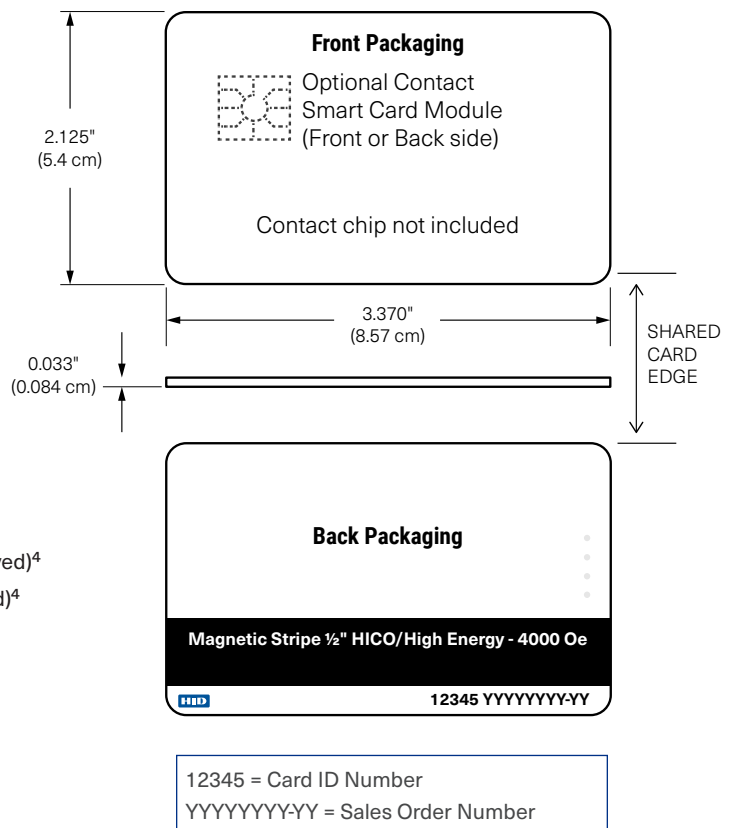 Front Packaging
Optional Contact
Smart Card Module
(Front or Back side)
Contact chip not included
2.125"
(5.4 cm)
3.370"
(8.57 cm)
SHARED
CARD
EDGE
0.033"
(0.084 cm)
Back Packaging
ed)⁴
d)⁴
Magnetic Stripe ½" HICO/High Energy - 4000 Oe
HID
12345 YYYYYYYY-YY
12345 = Card ID Number
YYYYYYYY-YY = Sales Order Number